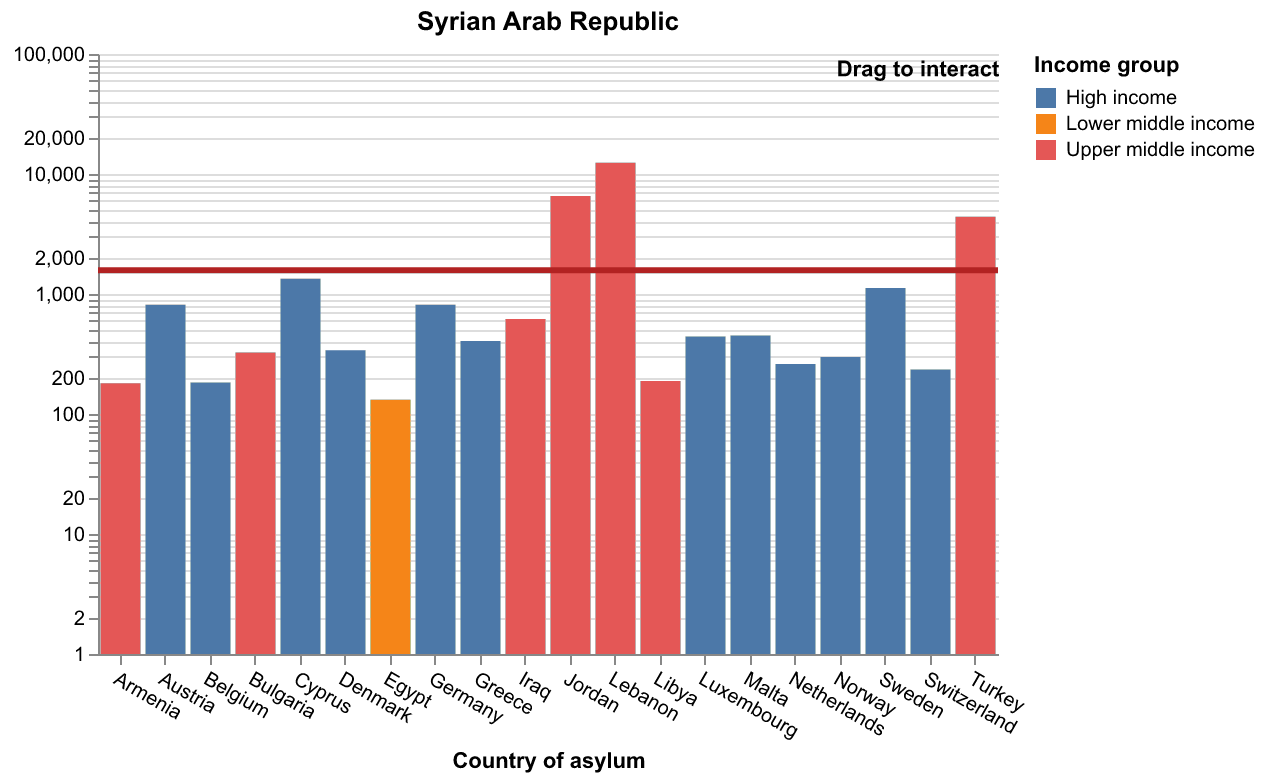 Syrian Arab Republic
Drag to interact
100,000
20,000
10,000
2,000
1,000
200
100
20
10
2
1
Armenia
Austria
Belgium
Bulgaria
Cyprus
Denmark
Egypt
Germany
Greece
Iraq
Jordan
Lebanon
Libya
Luxembourg
Malta
Netherlands
Norway
Sweden
Switzerland
Turkey
Country of asylum
Income group
High income
Lower middle income
Upper middle income